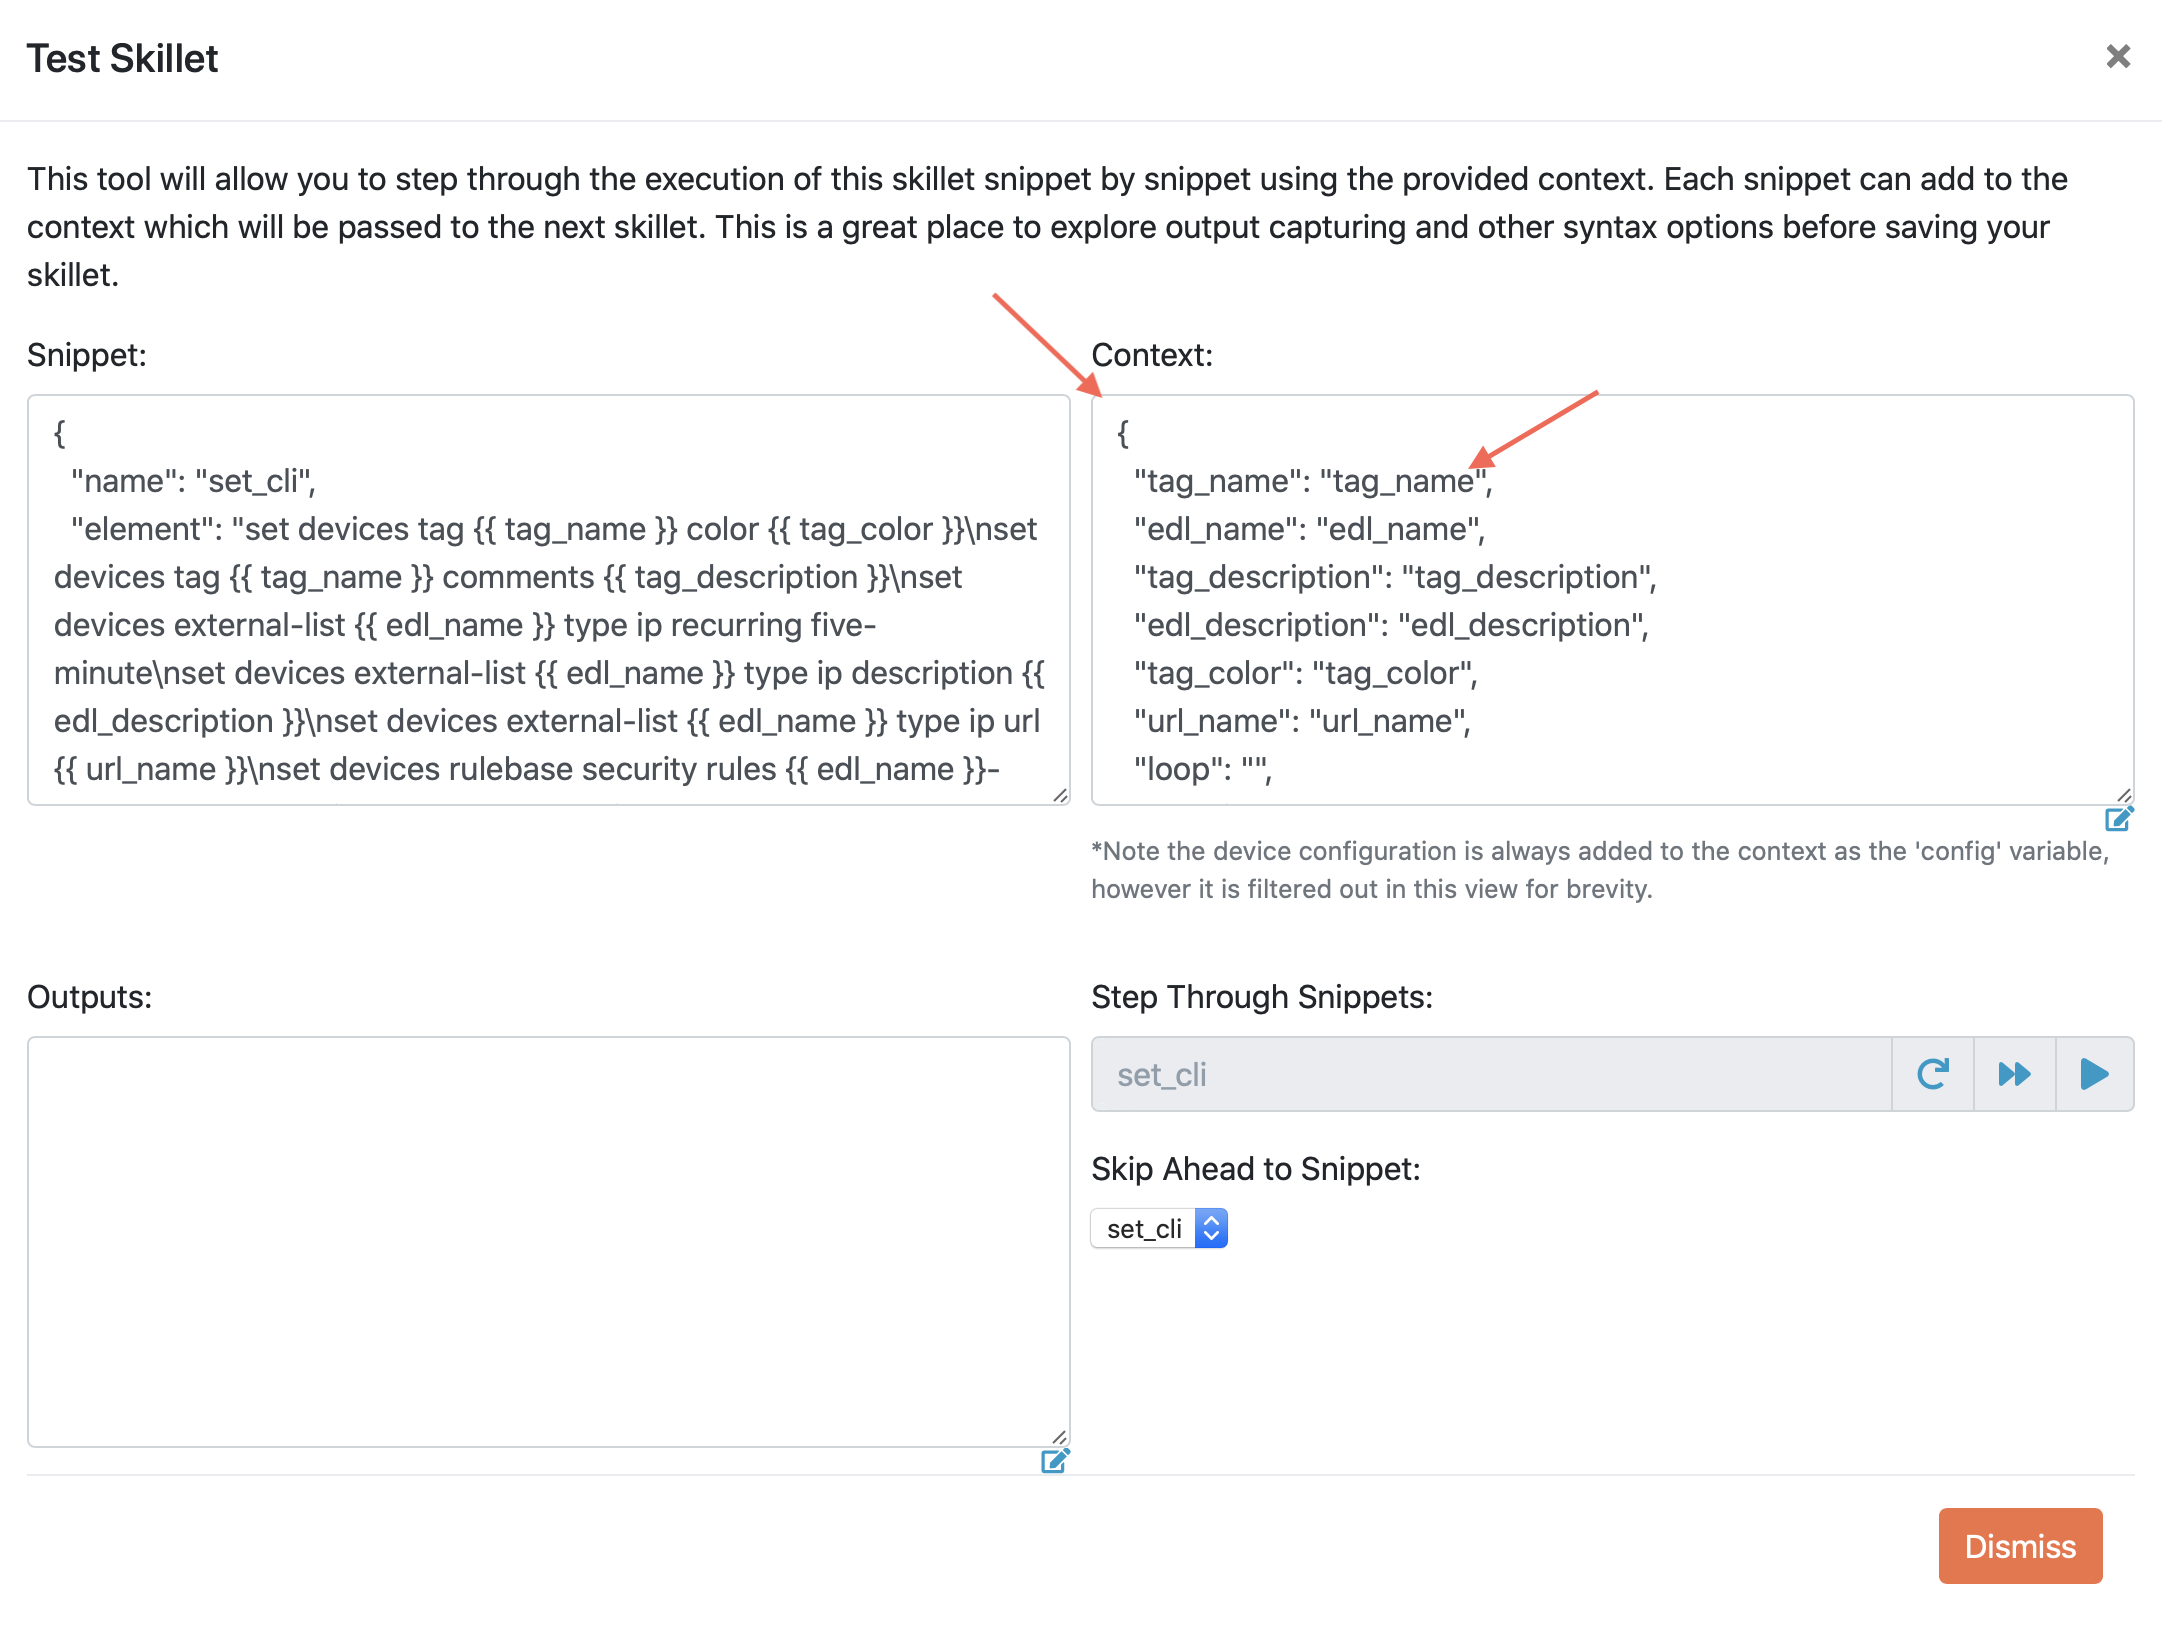 Test Skillet
This tool will allow you to step through the execution of this skillet snippet by snippet using the provided context. Each snippet can add to the
context which will be passed to the next skillet. This is a great place to explore output capturing and other syntax options before saving your
skillet.
Snippet:
{
"name": "set_cli",
"element": "set devices tag {{ tag_name }} color {{ tag_color }}\nset
devices tag {{ tag_name }} comments {{ tag_description }}\nset
devices external-list {{ edl_name }} type ip recurring five-
minute\nset devices external-list {{ edl_name }} type ip description {{
edl_description }}\nset devices external-list {{ edl_name }} type ip url
{{ url_name }}\nset devices rulebase security rules {{ edl_name }}-
Context:
{
"tag_name": "tag_name",
"edl_name": "edl_name",
"tag_description": "tag_description",
"edl_description": "edl_description",
"tag_color": "tag_color",
"url_name": "url_name",
"loop": "",
*Note the device configuration is always added to the context as the 'config' variable,
however it is filtered out in this view for brevity.
Outputs:
Step Through Snippets:
set_cli
Skip Ahead to Snippet:
set_cli
Dismiss